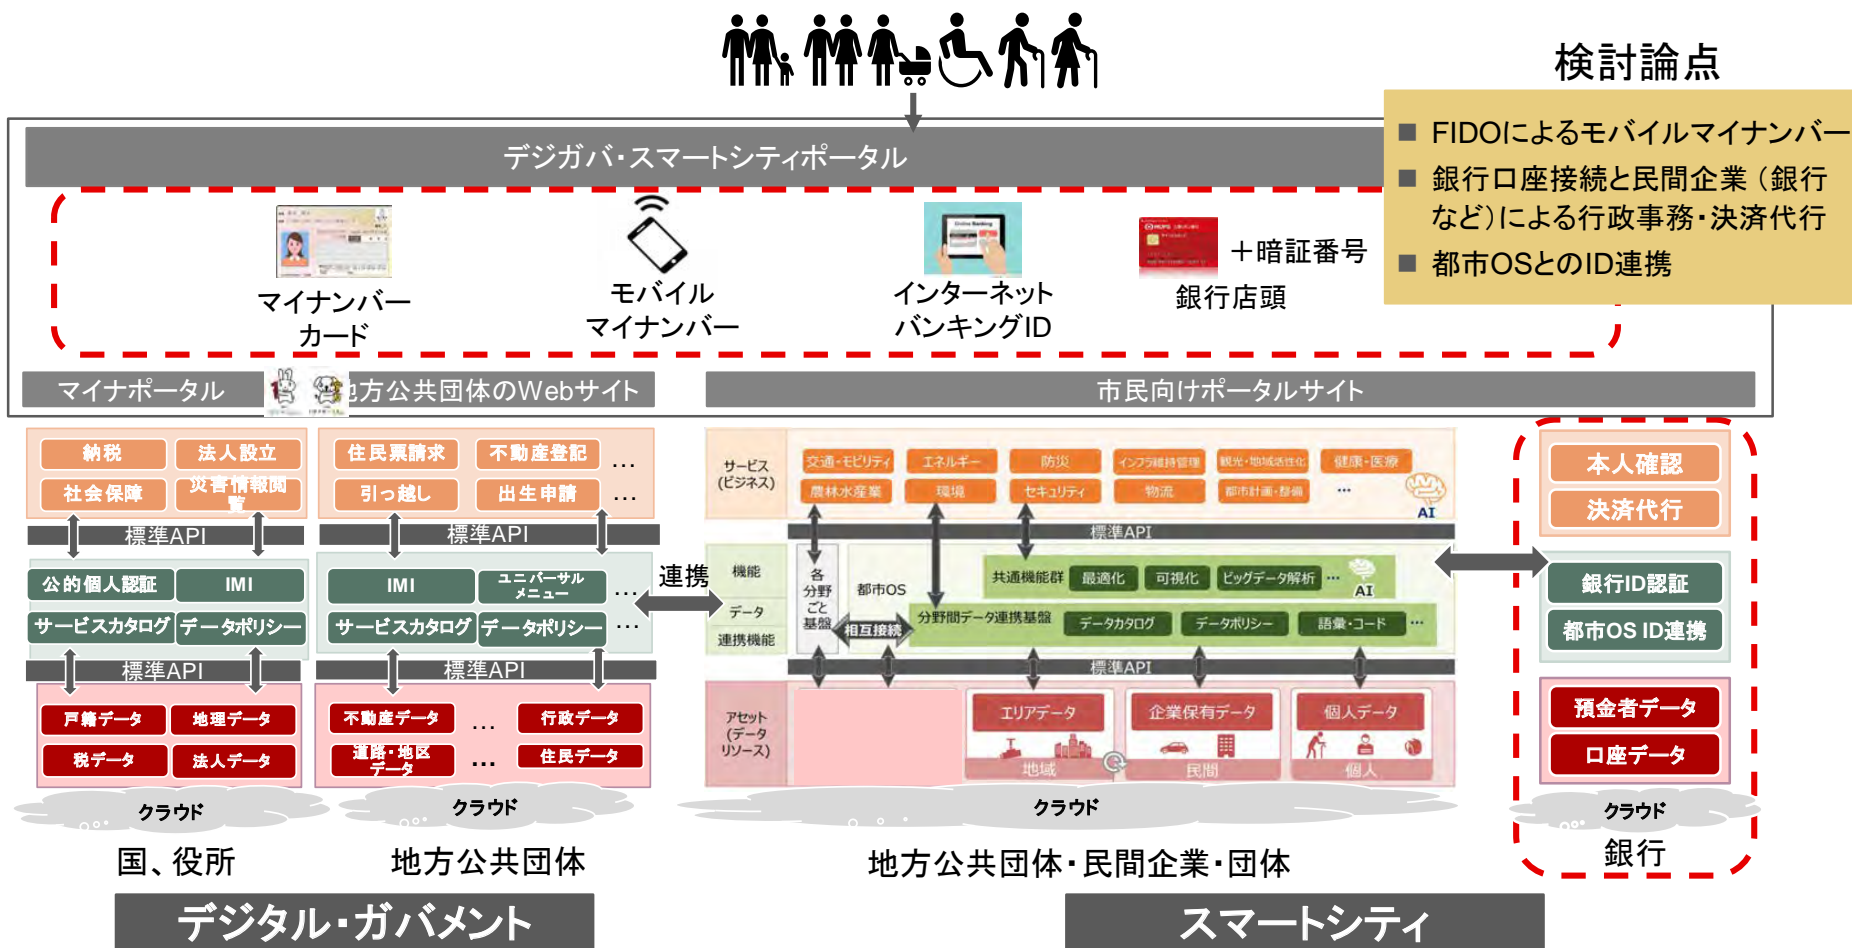 検討論点
■ FIDOによるモバイルマイナンバー
■ 銀行口座接続と民間企業(銀行
など)による行政事務・決済代行
■ 都市OSとのID連携
デジガバ・スマートシティポータル
マイナンバー
カード
モバイル
マイナンバー
インターネット
バンキングID
+暗証番号
銀行店頭
マイナポータル
地方公共団体のWebサイト
市民向けポータルサイト
納税
法人設立
社会保障
災害情報閲
覧
標準API
公的個人認証
IMI
サービスカタログ
データポリシー
標準API
戸籍データ
地理データ
税データ
法人データ
クラウド
国、役所
住民票請求
不動産登記
…
引っ越し
出生申請
…
標準API
IMI
ユニバーサル
メニュー
…
サービスカタログ
データポリシー
…
標準API
不動産データ
…
行政データ
道路・地区
データ
…
住民データ
クラウド
地方公共団体
連携
サービス
(ビジネス)
交通・モビリティ
エネルギー
防災
インフラ維持管理
観光・地域活性化
健康・医療
農林水産業
環境
セキュリティ
物流
都市計画・整備
…
AI
標準API
機能
データ
連携機能
各
分野
ごと
基盤
都市OS
相互接続
共通機能群
最適化
可視化
ビッグデータ解析
…
AI
分野間データ連携基盤
データカタログ
データポリシー
語彙・コード
…
標準API
アセット
(データ
リソース)
エリアデータ
企業保有データ
個人データ
地域
民間
個人
クラウド
地方公共団体・民間企業・団体
本人確認
決済代行
銀行ID認証
都市OS ID連携
預金者データ
口座データ
クラウド
銀行
デジタル・ガバメント
スマートシティ